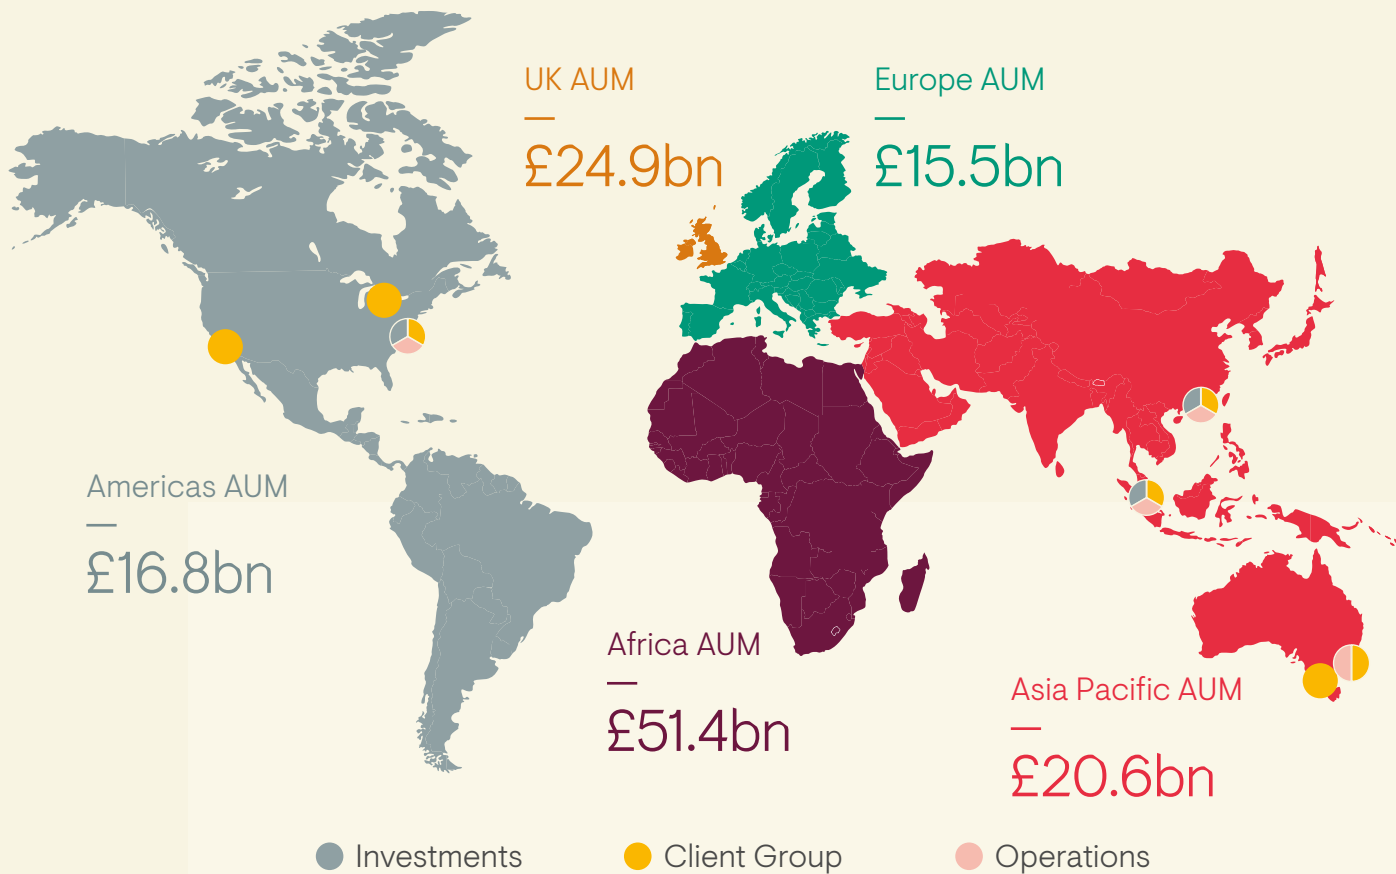 UK AUM
£24.9bn
Europe AUM
£15.5bn
Americas AUM
£16.8bn
Africa AUM
£51.4bn
Asia Pacific AUM
£20.6bn
Investments
Client Group
Operations